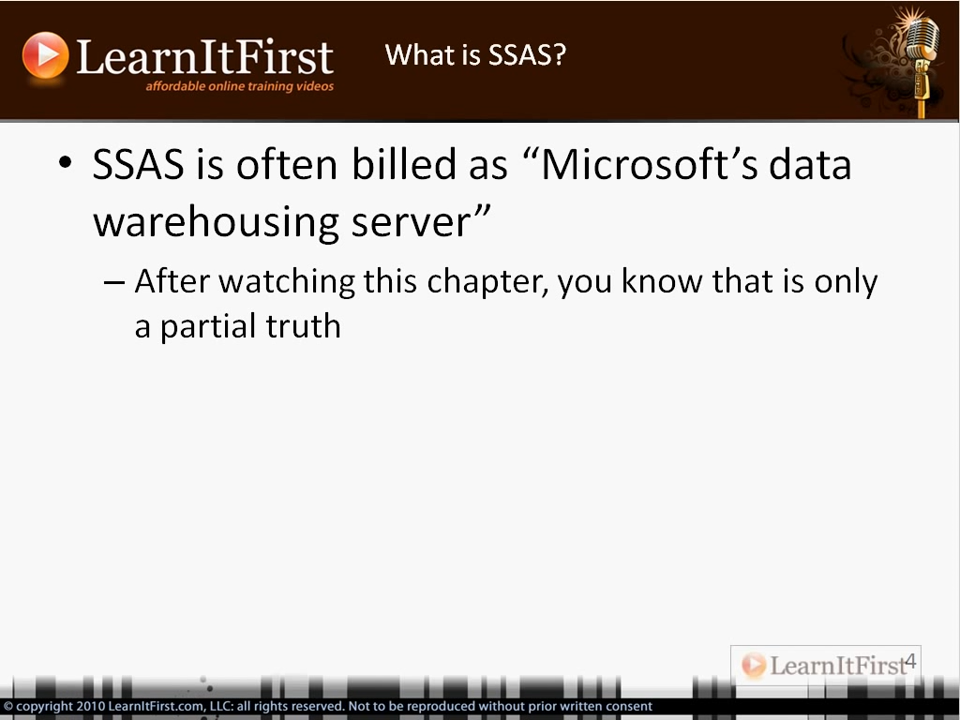 LearnItFirst
affordable online training videos
What is SSAS?
• SSAS is often billed as “Microsoft’s data
warehousing server”
– After watching this chapter, you know that is only
a partial truth
LearnItFirst
4
© copyright 2010 LearnItFirst.com, LLC: all rights reserved. Not to be reproduced without prior written consent